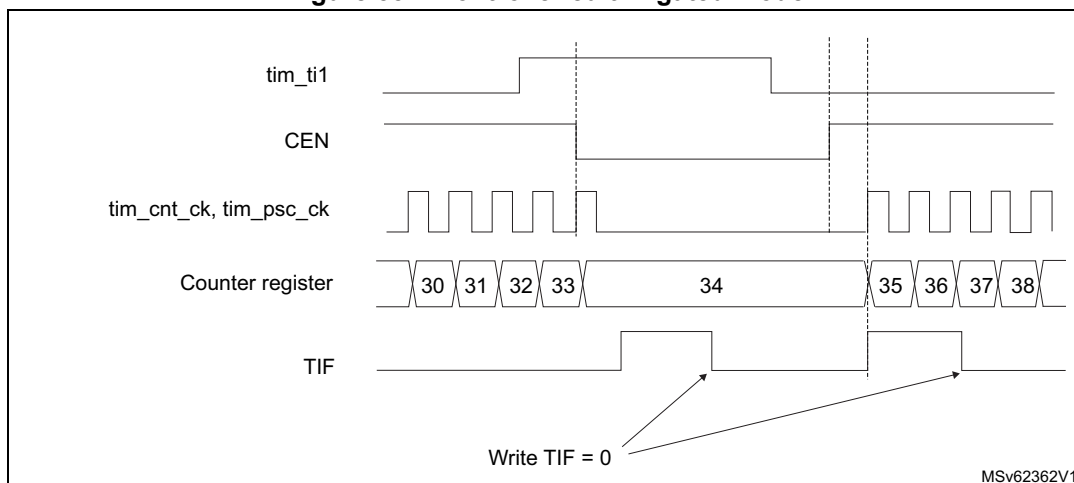 tim_ti1
CEN
tim_cnt_ck, tim_psc_ck
Counter register
30 31 32 33 34 35 36 37 38
TIF
Write TIF = 0
MSv62362V1